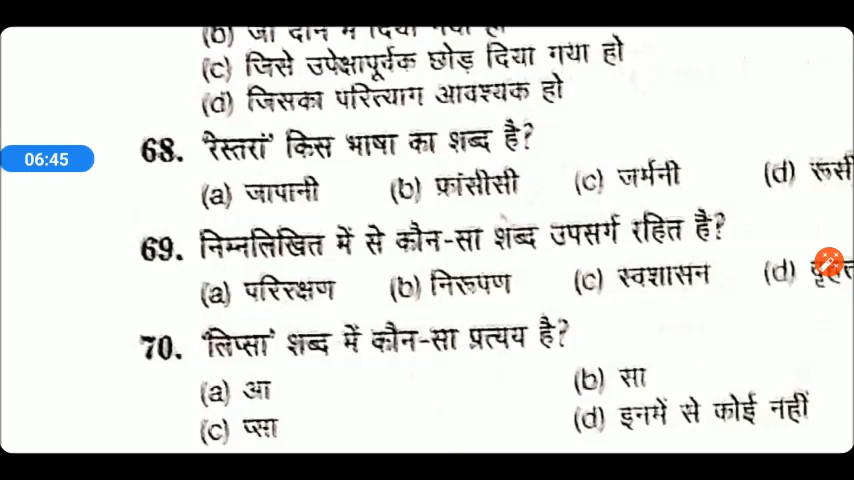 (c) जिसे उपेक्षापूर्वक छोड़ दिया गया हो
(d) जिसका परित्याग आवश्यक हो
06:45
68. 'रेस्तरां' किस भाषा का शब्द है?
(a) जापानी (b) फ्रांसीसी (c) जर्मनी (d) रूसी
69. निम्नलिखित में से कौन-सा शब्द उपसर्ग रहित है?
(a) परिरक्षण (b) निरूपण (c) स्वशासन (d)
70. 'लिप्सा' शब्द में कौन-सा प्रत्यय है?
(a) आ (b) सा
(c) प्सा (d) इनमें से कोई नहीं